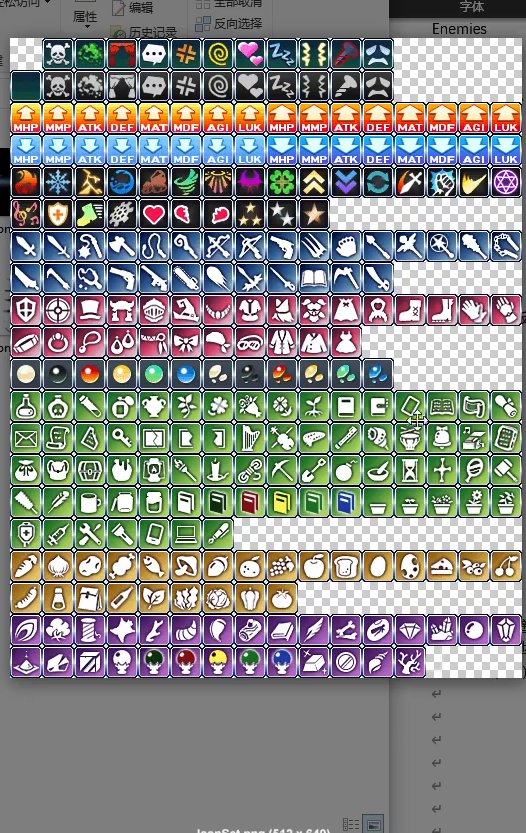 编辑
全部取消
属性
历史记录
反向选择
字体
Enemies
MHP MMP ATK DEF MAT MDF AGI LUK MHP MMP ATK DEF MAT MDF AGI LUK
MHP MMP ATK DEF MAT MDF AGI LUK MHP MMP ATK DEF MAT MDF AGI LUK